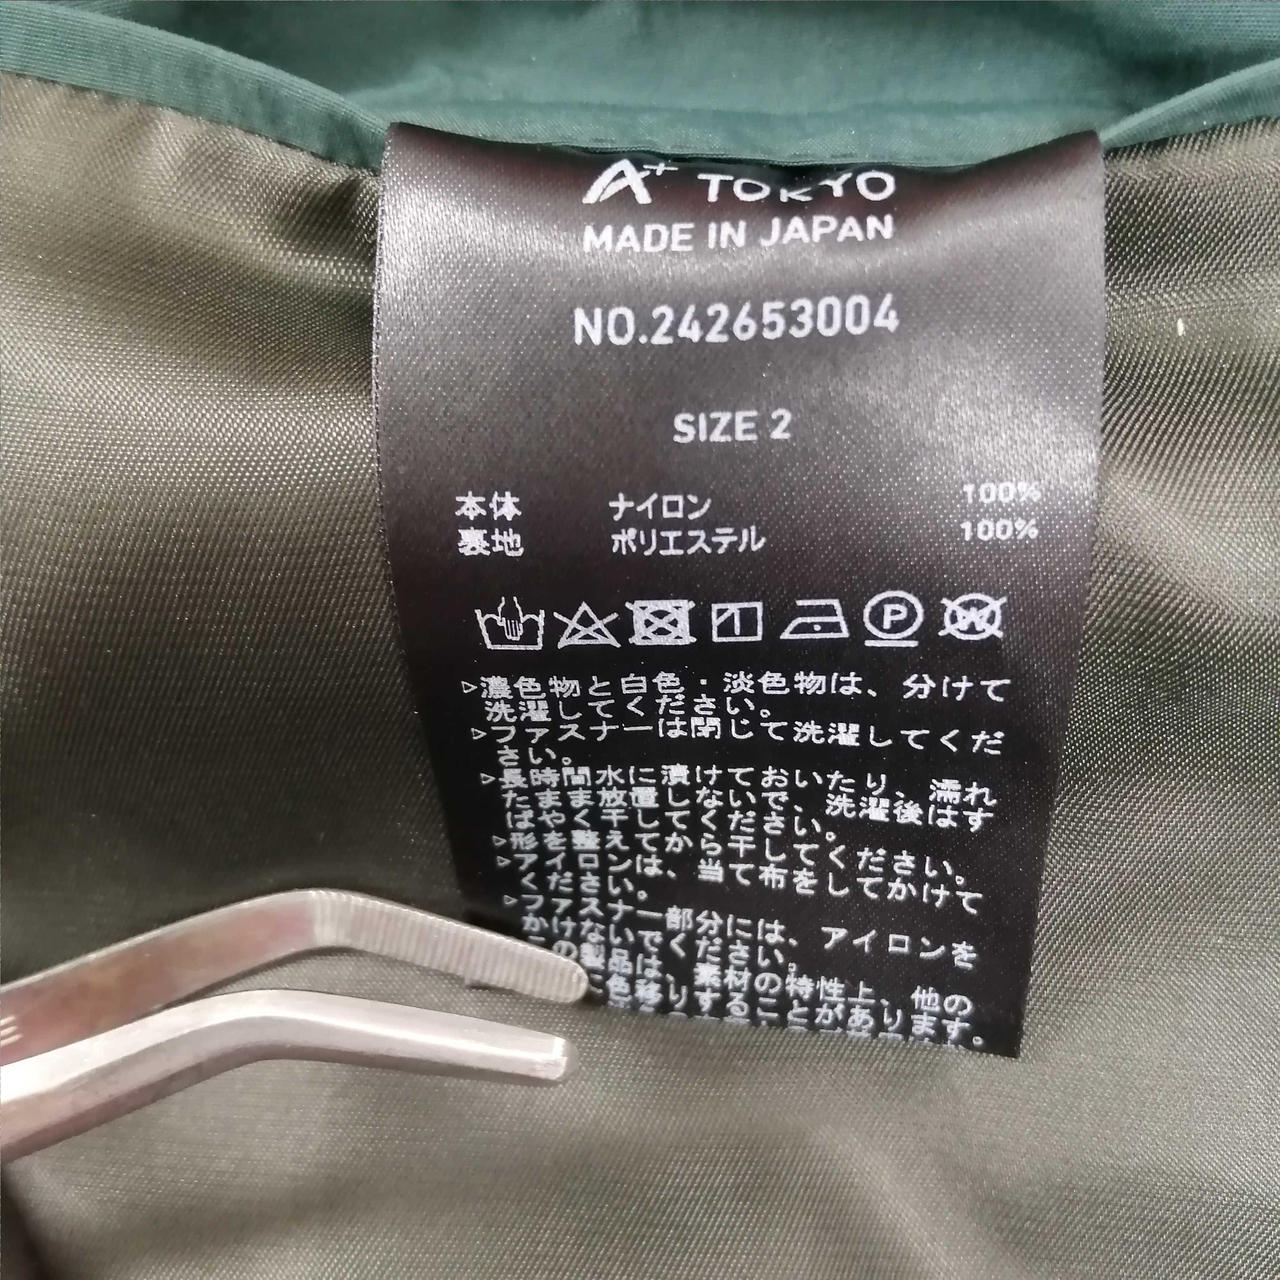 A+ TOKYO
MADE IN JAPAN
NO.242653004
SIZE 2
本体 ナイロン 100%
裏地 ポリエステル 100%
P W
▷濃色物と白色・淡色物は、分けて
洗濯してください。
▷ファスナーは閉じて洗濯してくだ
さい。
▷長時間水に漬けておいたり、濡れ
たまま放置しないで、洗濯後はす
ばやく干してください。
▷形を整えてから干してください。
▷アイロンは、当て布をしてかけて
ください。
▷ファスナー部分には、アイロンを
かけないでください。
この製品は、素材の特性上、他の
に色移りすることがあります。